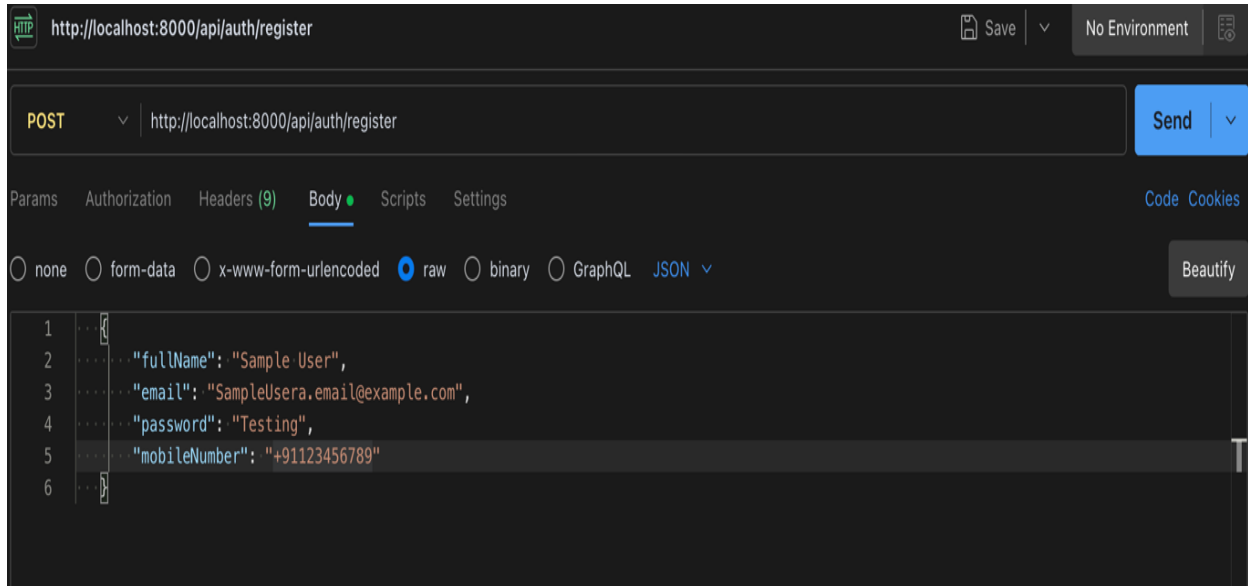 HTTP http://localhost:8000/api/auth/register Save No Environment
POST http://localhost:8000/api/auth/register Send
Params Authorization Headers (9) Body Scripts Settings Code Cookies
none form-data x-www-form-urlencoded raw binary GraphQL JSON Beautify
1 {
2 "fullName": "Sample User",
3 "email": "SampleUsera.email@example.com",
4 "password": "Testing",
5 "mobileNumber": "+91123456789"
6 }